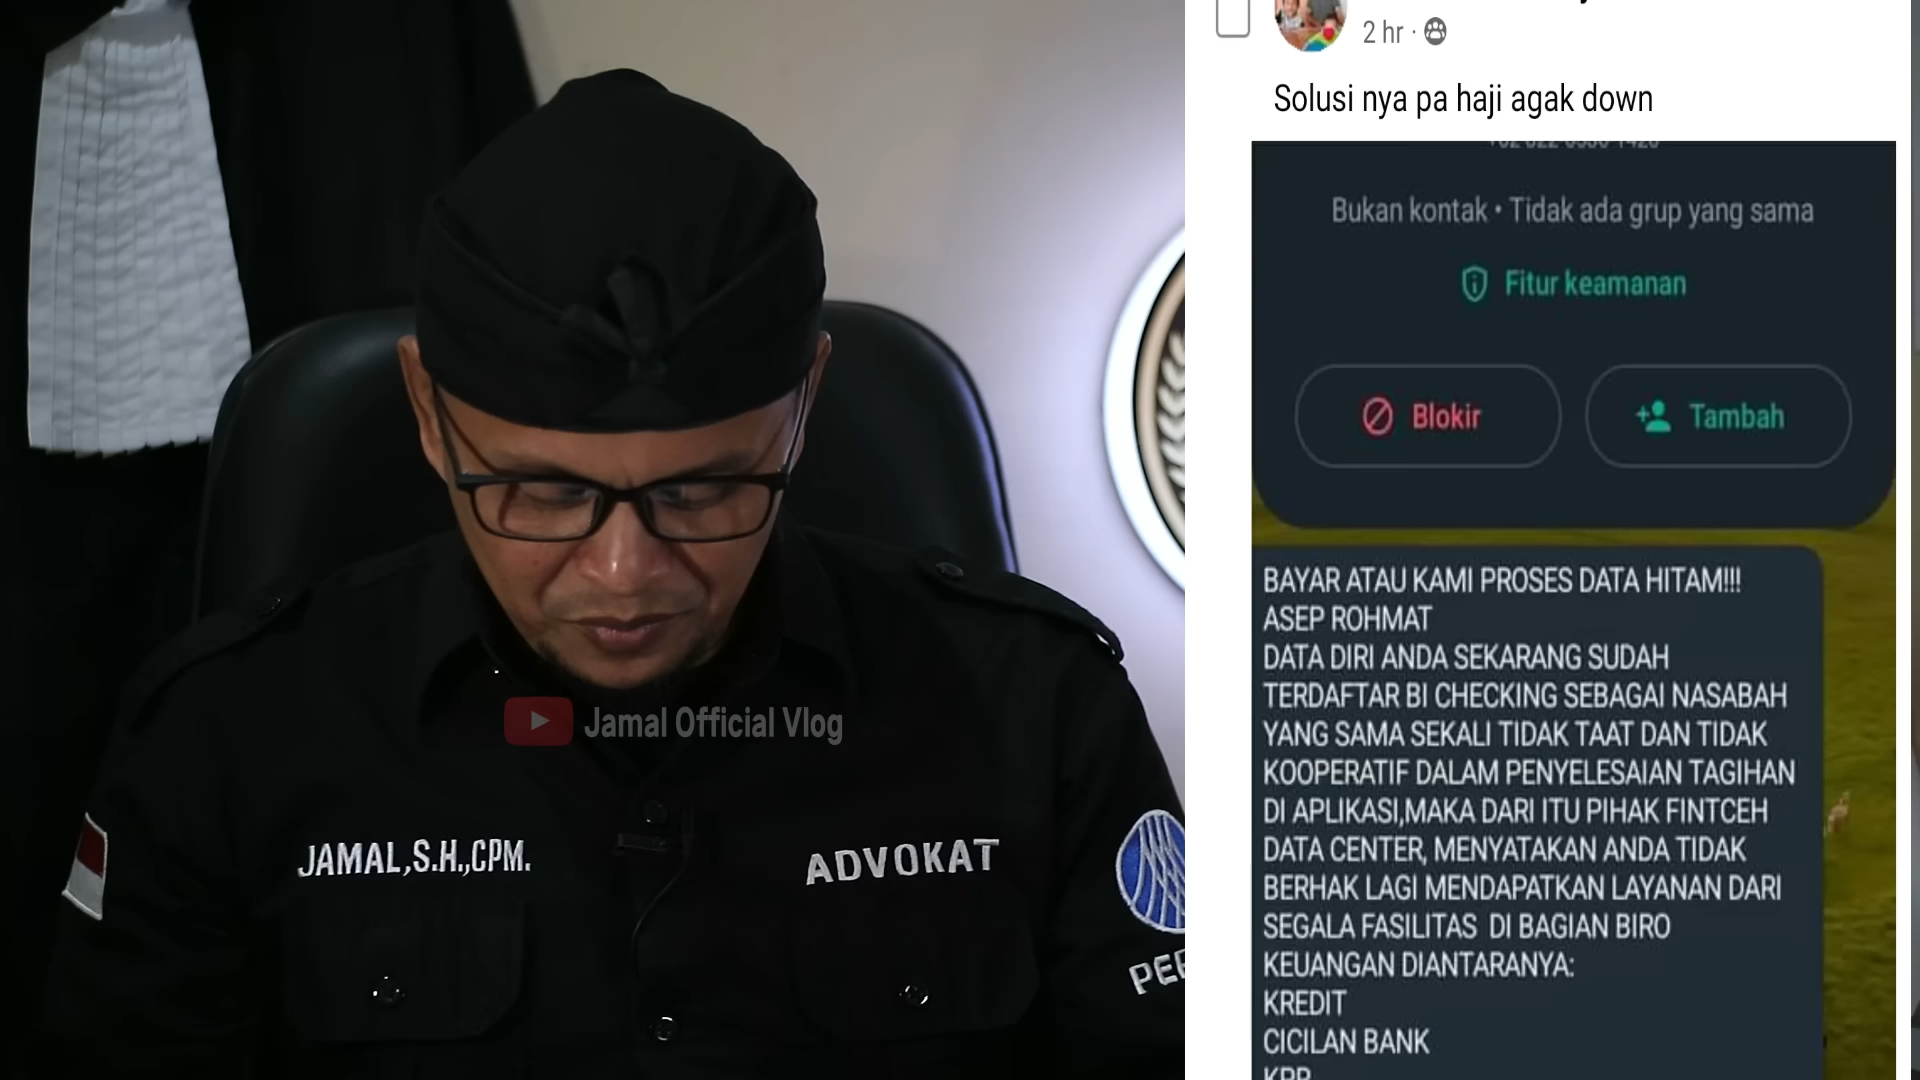 Jamal Official Vlog
JAMAL,S.H.,CPM.
ADVOKAT
2 hr ·
Solusi nya pa haji agak down
Bukan kontak • Tidak ada grup yang sama
Fitur keamanan
Blokir
Tambah
BAYAR ATAU KAMI PROSES DATA HITAM!!!
ASEP ROHMAT
DATA DIRI ANDA SEKARANG SUDAH
TERDAFTAR BI CHECKING SEBAGAI NASABAH
YANG SAMA SEKALI TIDAK TAAT DAN TIDAK
KOOPERATIF DALAM PENYELESAIAN TAGIHAN
DI APLIKASI,MAKA DARI ITU PIHAK FINTCEH
DATA CENTER, MENYATAKAN ANDA TIDAK
BERHAK LAGI MENDAPATKAN LAYANAN DARI
SEGALA FASILITAS DI BAGIAN BIRO
KEUANGAN DIANTARANYA:
KREDIT
CICILAN BANK